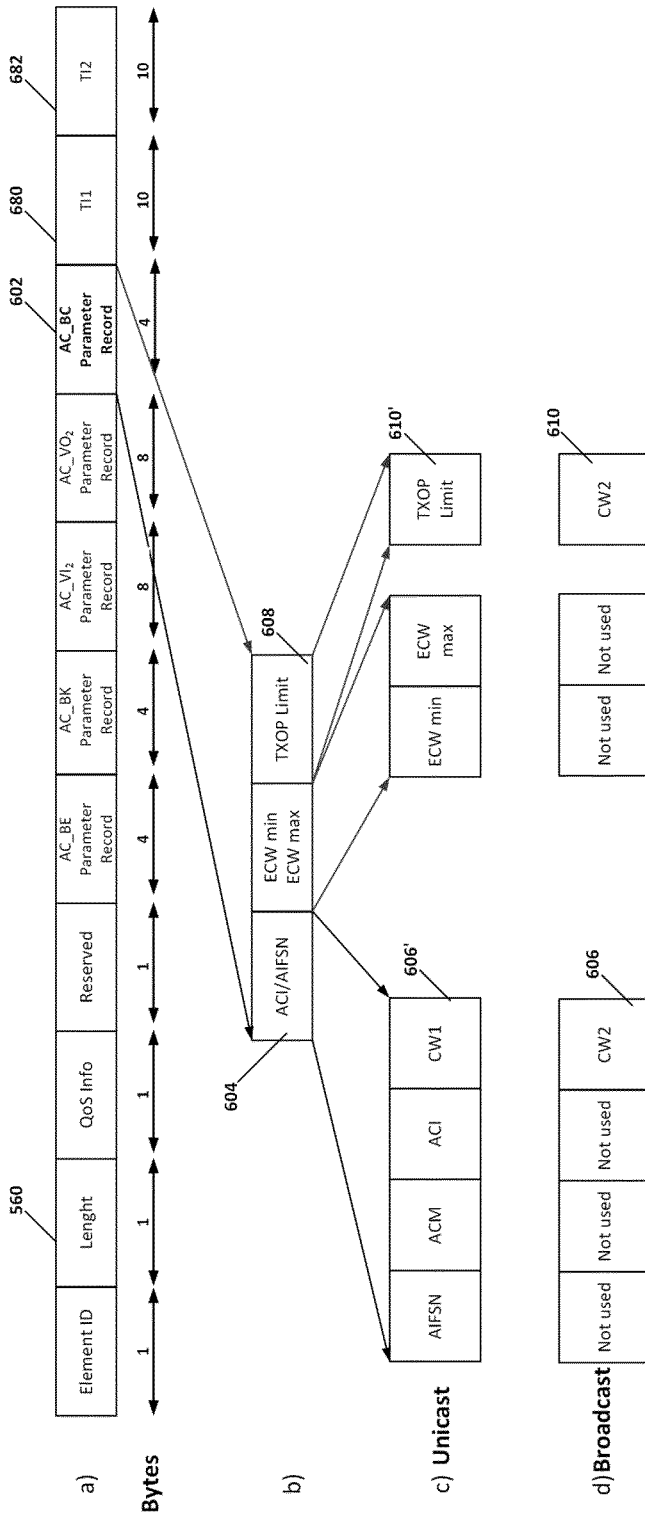 560
602
680
682
a)
Element ID
Lenght
QoS Info
Reserved
AC_BE
Parameter
Record
AC_BK
Parameter
Record
AC_VI2
Parameter
Record
AC_VO2
Parameter
Record
AC_BC
Parameter
Record
TI1
TI2
Bytes
1
1
1
1
4
4
8
8
4
10
10
b)
604
ACI/AIFSN
ECW min
ECW max
TXOP Limit
608
c) Unicast
AIFSN
ACM
ACI
CW1
606'
ECW min
ECW
max
TXOP
Limit
610'
d) Broadcast
Not used
Not used
Not used
CW2
606
Not used
Not used
CW2
610